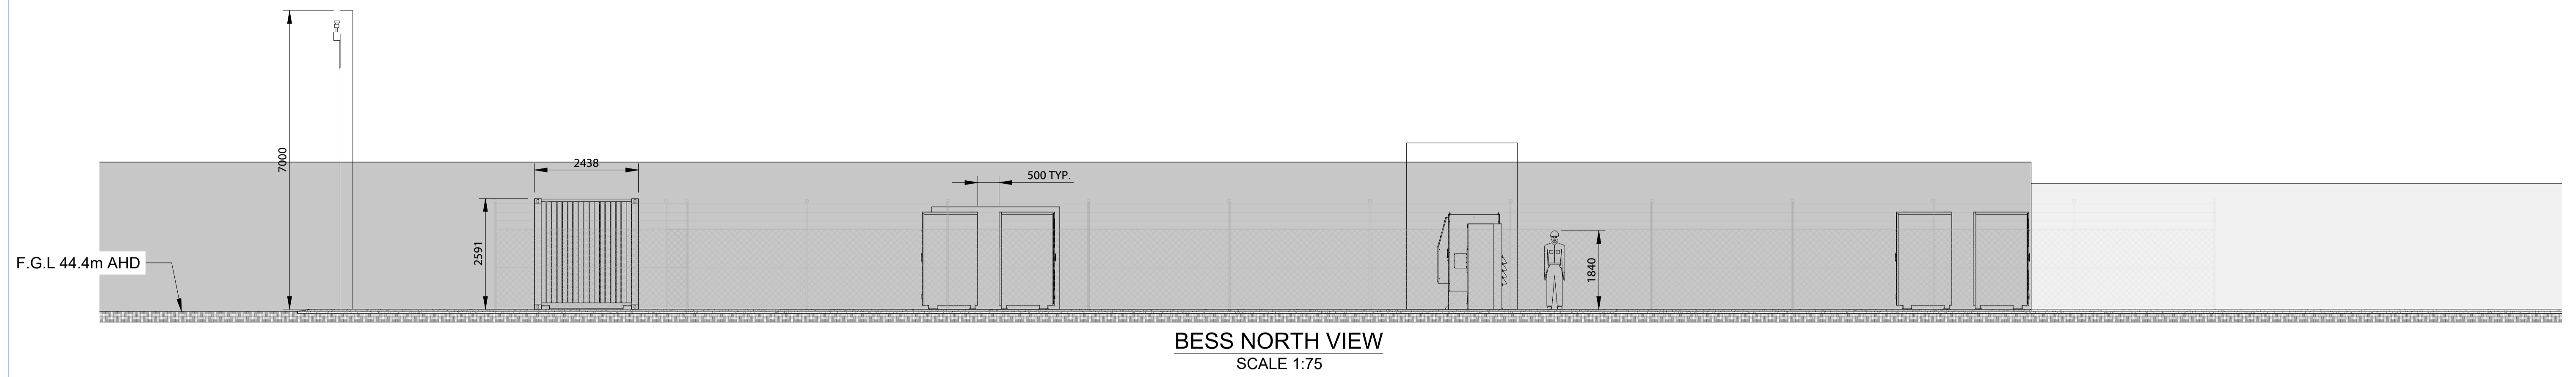 7000
2438
500 TYP.
2591
1840
F.G.L 44.4m AHD
BESS NORTH VIEW
SCALE 1:75